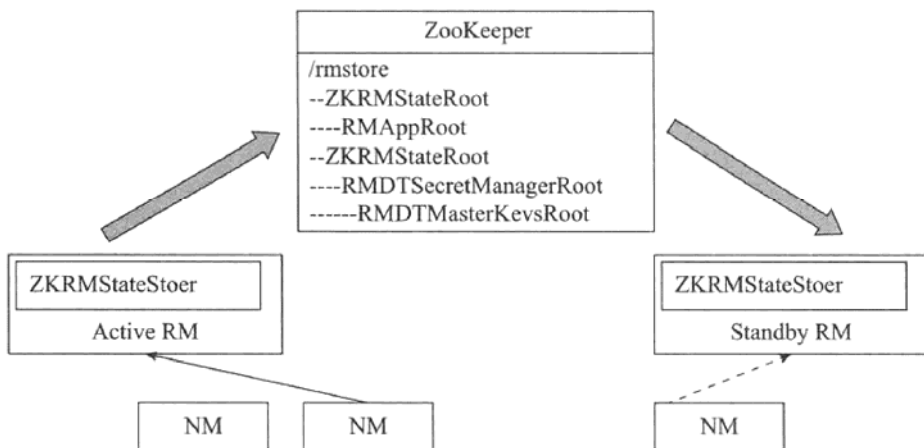 ZooKeeper
/rmstore
--ZKRMStateRoot
----RMAppRoot
--ZKRMStateRoot
----RMDTSecretManagerRoot
------RMDTMasterKevsRoot
ZKRMStateStoer
Active RM
ZKRMStateStoer
Standby RM
NM
NM
NM